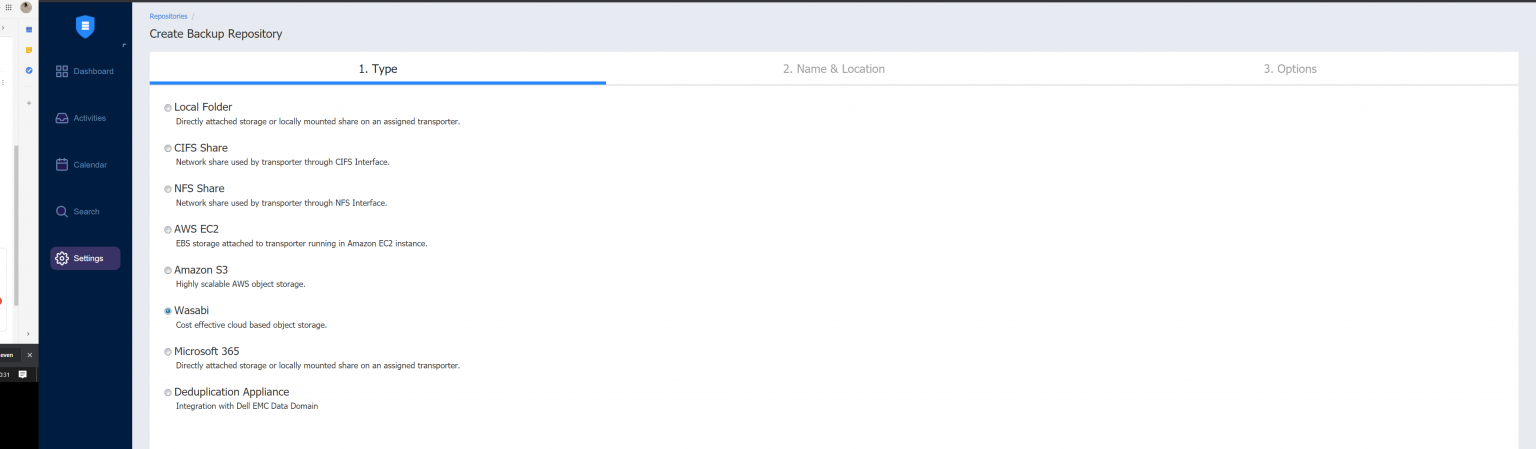 Repositories /
Create Backup Repository
Dashboard
Activities
Calendar
Search
Settings
1. Type
2. Name & Location
3. Options
Local Folder
Directly attached storage or locally mounted share on an assigned transporter.
CIFS Share
Network share used by transporter through CIFS Interface.
NFS Share
Network share used by transporter through NFS Interface.
AWS EC2
EBS storage attached to transporter running in Amazon EC2 instance.
Amazon S3
Highly scalable AWS object storage.
Wasabi
Cost effective cloud based object storage.
Microsoft 365
Directly attached storage or locally mounted share on an assigned transporter.
Deduplication Appliance
Integration with Dell EMC Data Domain
even